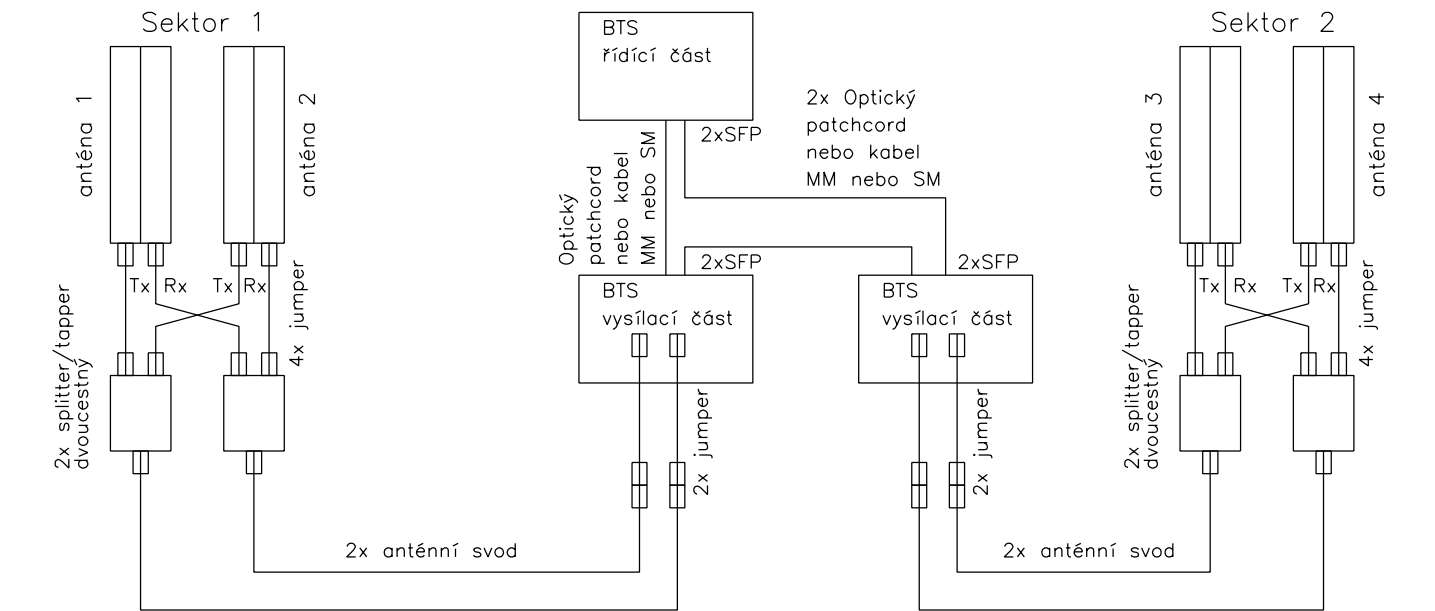 Sektor 1
Sektor 2
BTS
řídící část
anténa 1
anténa 2
2x Optický
patchcord
nebo kabel
MM nebo SM
anténa 3
anténa 4
2xSFP
Optický
patchcord
nebo kabel
MM nebo SM
2xSFP
2xSFP
Tx
Rx
Tx
Rx
BTS
vysílací část
BTS
vysílací část
Tx
Rx
Tx
Rx
4x jumper
4x jumper
2x splitter/tapper
dvoucestný
2x jumper
2x jumper
2x splitter/tapper
dvoucestný
2x anténní svod
2x anténní svod